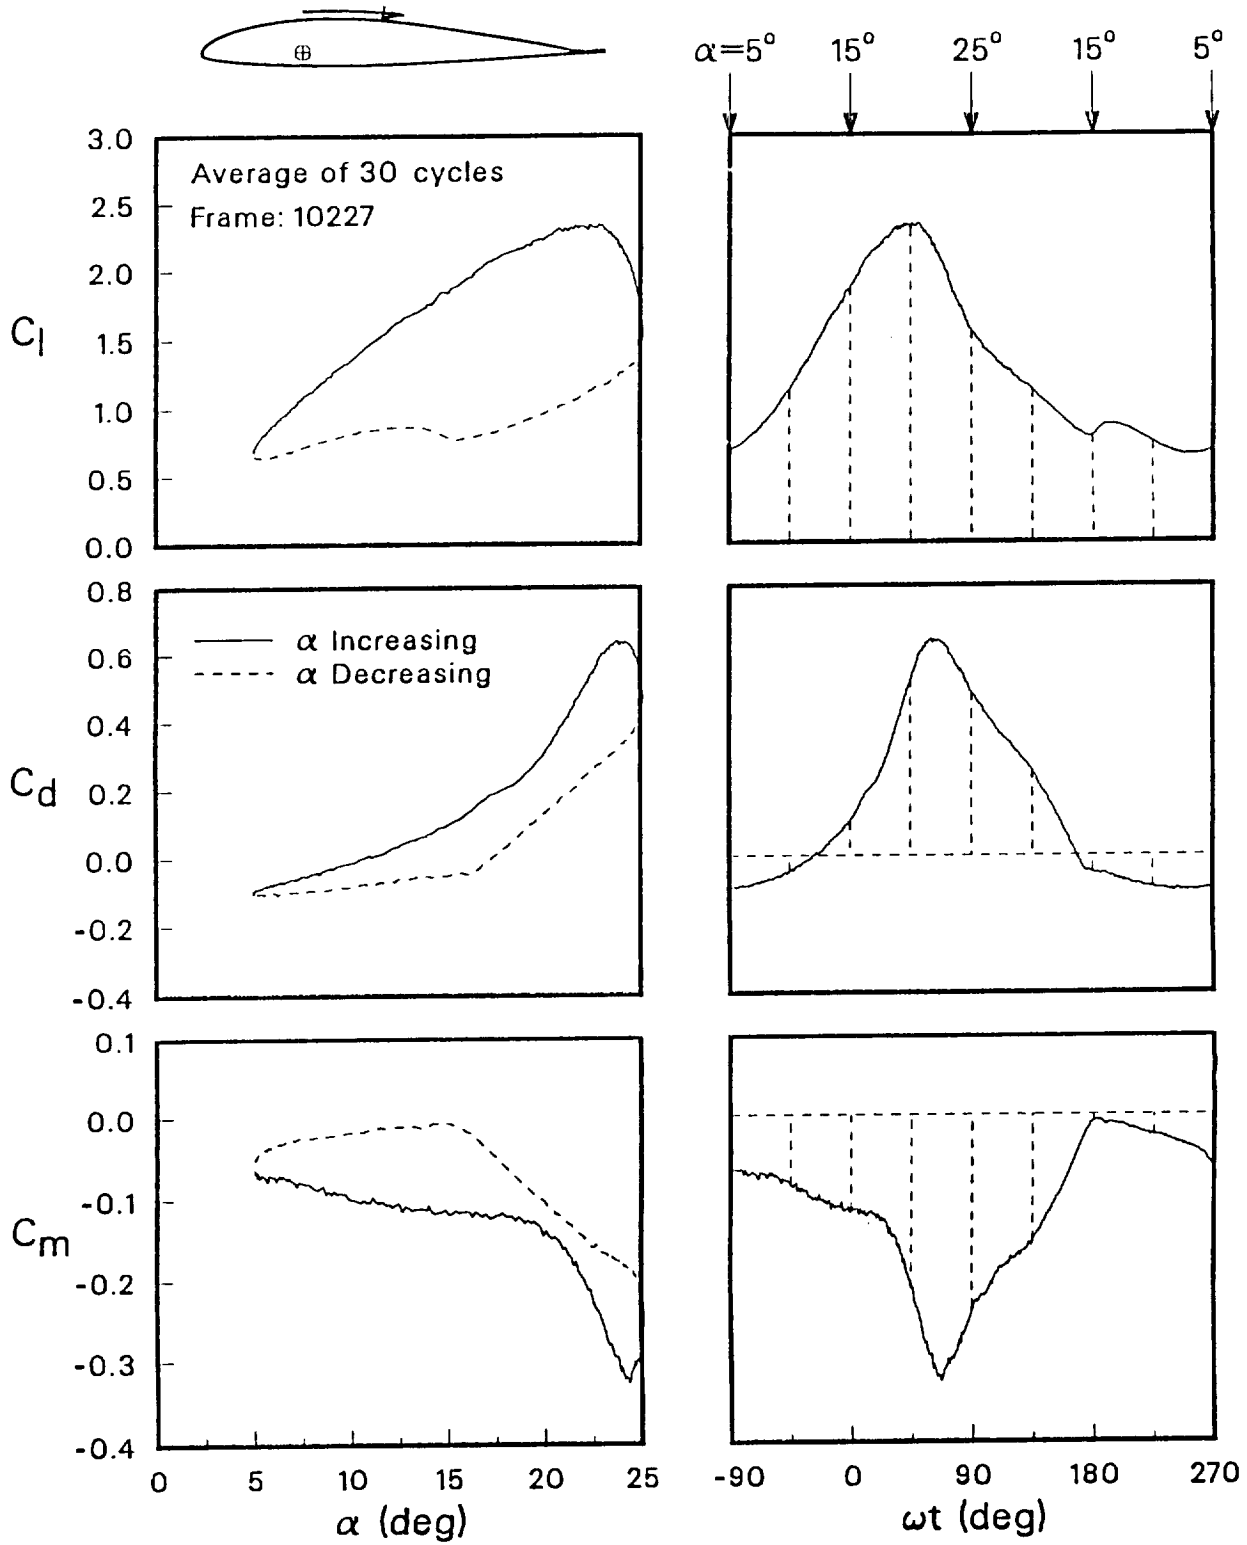 α=5° 15° 25° 15° 5°
3.0
2.5
2.0
1.5
1.0
0.5
0.0
C_l
Average of 30 cycles
Frame: 10227
0.8
0.6
0.4
0.2
0.0
-0.2
-0.4
C_d
α Increasing
α Decreasing
0.1
0.0
-0.1
-0.2
-0.3
-0.4
C_m
0 5 10 15 20 25
α (deg)
-90 0 90 180 270
ωt (deg)